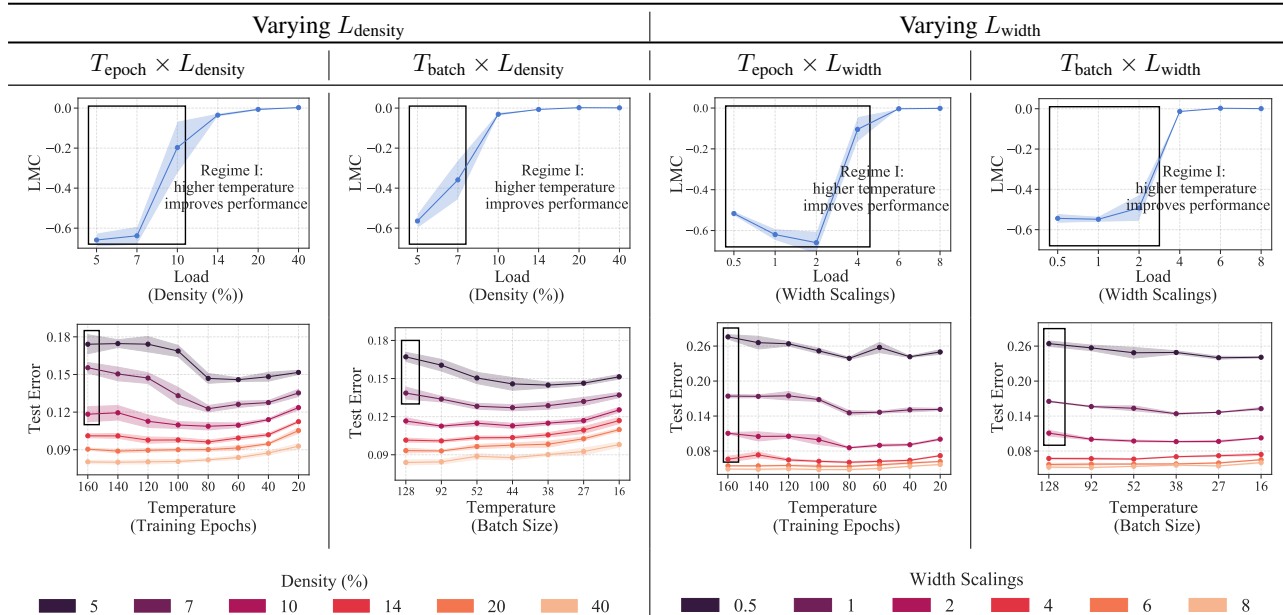 Varying L_density
Varying L_width
T_epoch × L_density
T_batch × L_density
T_epoch × L_width
T_batch × L_width
0.0
−0.2
−0.4
−0.6
LMC
Regime I:
higher temperature
improves performance
5 7 10 14 20 40
Load
(Density (%))
0.0
−0.2
−0.4
−0.6
LMC
Regime I:
higher temperature
improves performance
5 7 10 14 20 40
Load
(Density (%))
0.0
−0.2
−0.4
−0.6
LMC
Regime I:
higher temperature
improves performance
0.5 1 2 4 6 8
Load
(Width Scalings)
0.0
−0.2
−0.4
−0.6
LMC
Regime I:
higher temperature
improves performance
0.5 1 2 4 6 8
Load
(Width Scalings)
0.18
0.15
0.12
0.09
Test Error
160 140 120 100 80 60 40 20
Temperature
(Training Epochs)
0.18
0.15
0.12
0.09
Test Error
128 92 52 44 38 27 16
Temperature
(Batch Size)
0.26
0.20
0.14
0.08
Test Error
160 140 120 100 80 60 40 20
Temperature
(Training Epochs)
0.26
0.20
0.14
0.08
Test Error
128 92 52 38 27 16
Temperature
(Batch Size)
Density (%)
5 7 10 14 20 40
Width Scalings
0.5 1 2 4 6 8